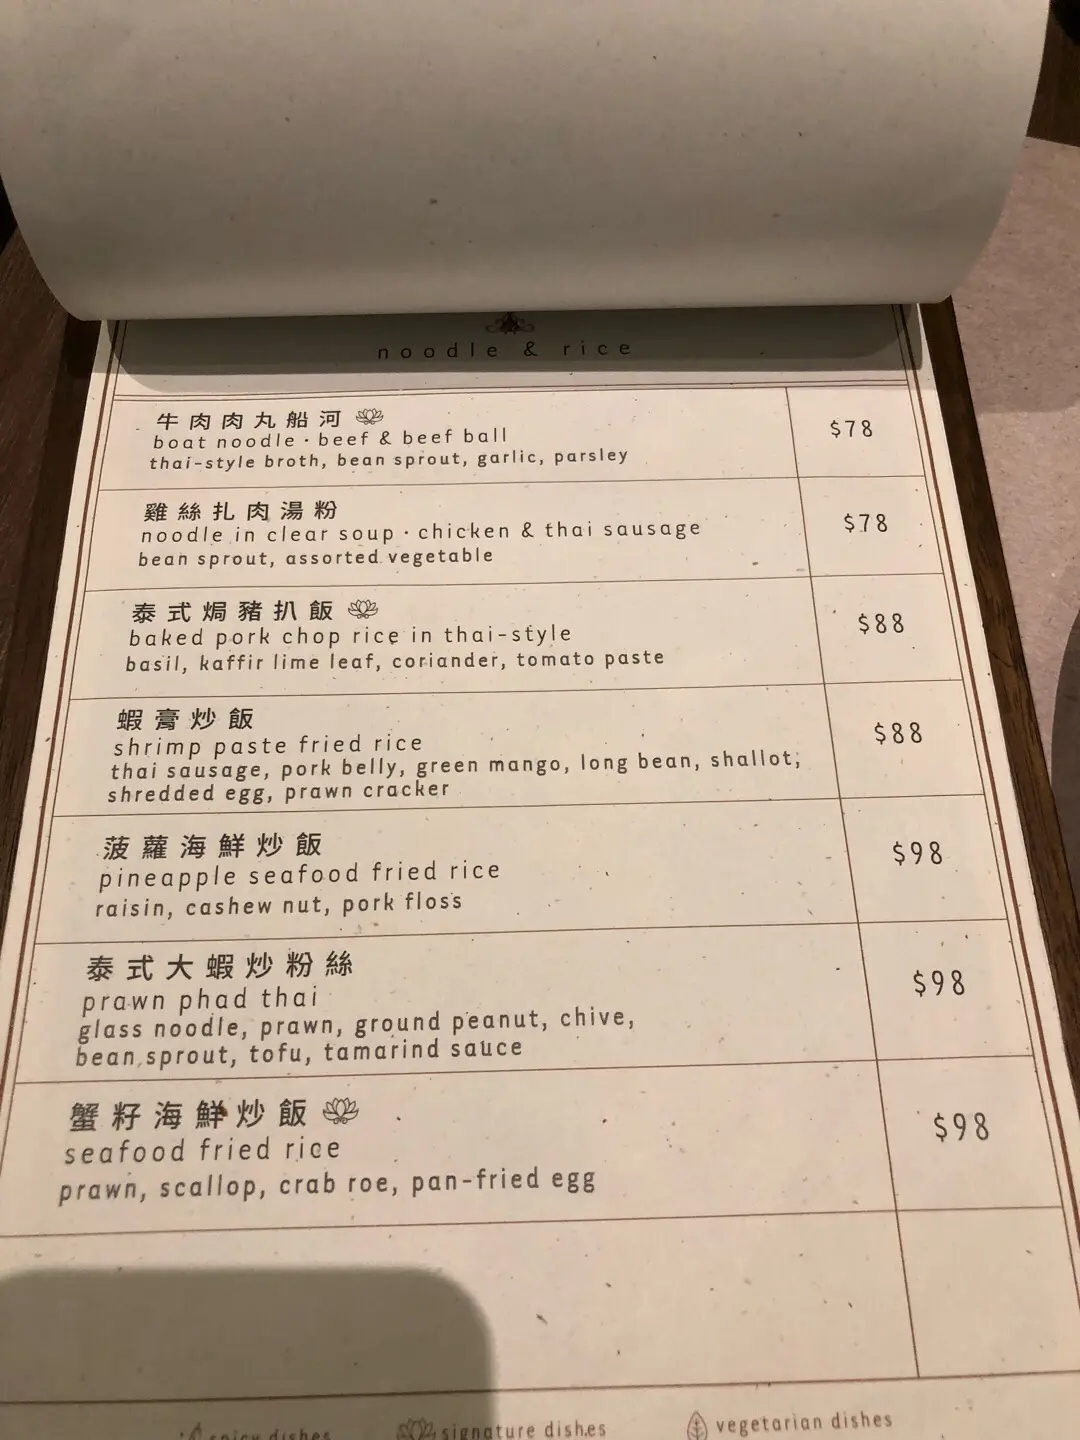 noodle & rice
牛肉肉丸船河
boat noodle · beef & beef ball
$78
thai-style broth, bean sprout, garlic, parsley
雞絲扎肉湯粉
noodle in clear soup · chicken & thai sausage
$78
bean sprout, assorted vegetable
泰式焗豬扒飯
baked pork chop rice in thai-style
$88
basil, kaffir lime leaf, coriander, tomato paste
蝦膏炒飯
shrimp paste fried rice
$88
thai sausage, pork belly, green mango, long bean, shallot,
shredded egg, prawn cracker
菠蘿海鮮炒飯
pineapple seafood fried rice
$98
raisin, cashew nut, pork floss
泰式大蝦炒粉絲
prawn phad thai
$98
glass noodle, prawn, ground peanut, chive,
bean sprout, tofu, tamarind sauce
蟹籽海鮮炒飯
seafood fried rice
$98
prawn, scallop, crab roe, pan-fried egg
spicy dishes signature dishes vegetarian dishes